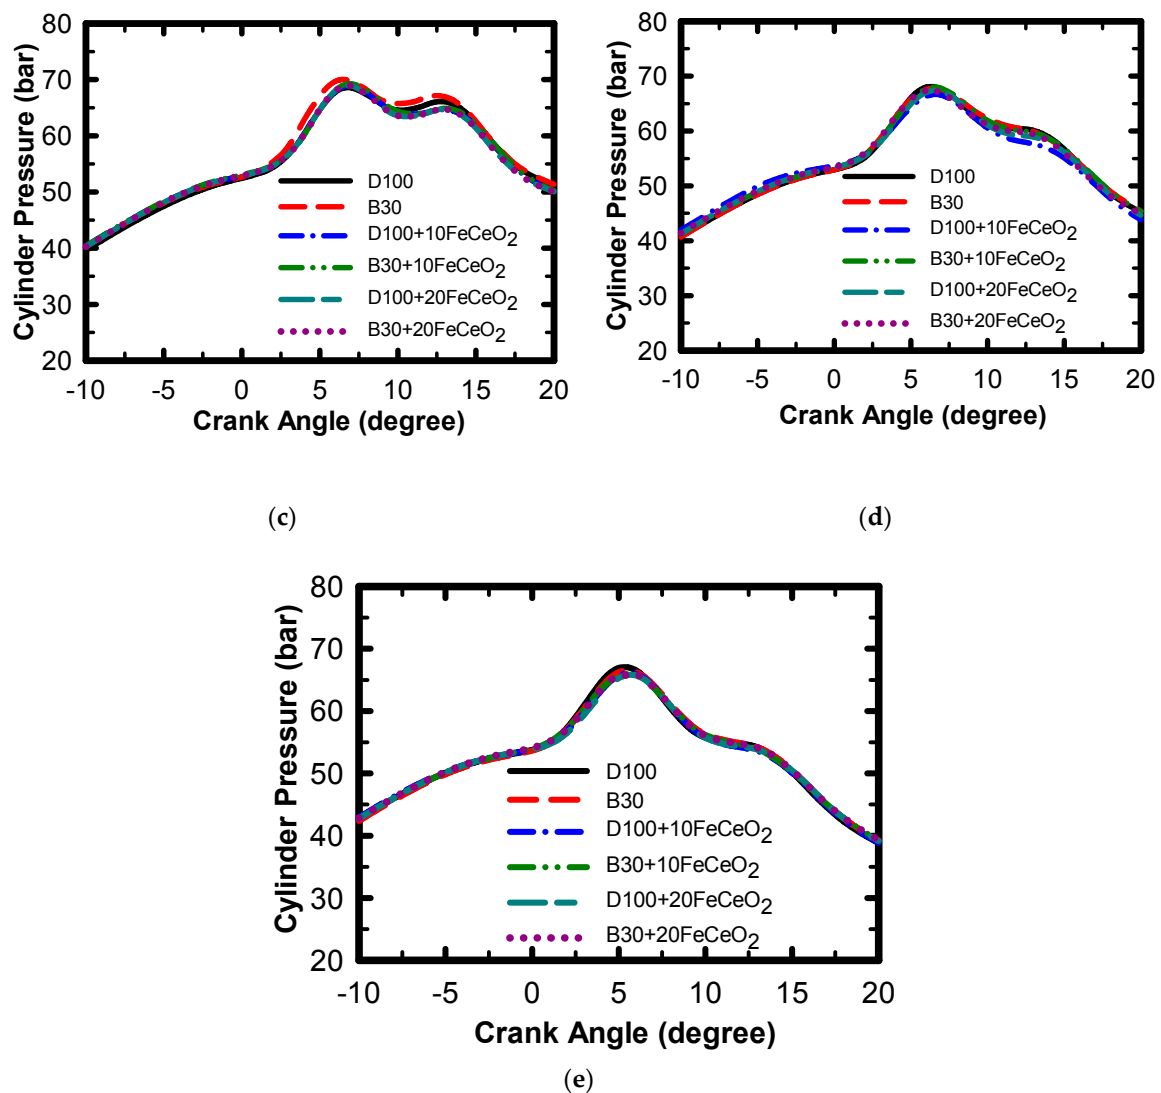 80
70
60
50
40
30
20
Cylinder Pressure (bar)
D100
B30
D100+10FeCeO2
B30+10FeCeO2
D100+20FeCeO2
B30+20FeCeO2
-10 -5 0 5 10 15 20
Crank Angle (degree)
(c)
80
70
60
50
40
30
20
Cylinder Pressure (bar)
D100
B30
D100+10FeCeO2
B30+10FeCeO2
D100+20FeCeO2
B30+20FeCeO2
-10 -5 0 5 10 15 20
Crank Angle (degree)
(d)
80
70
60
50
40
30
20
Cylinder Pressure (bar)
D100
B30
D100+10FeCeO2
B30+10FeCeO2
D100+20FeCeO2
B30+20FeCeO2
-10 -5 0 5 10 15 20
Crank Angle (degree)
(e)